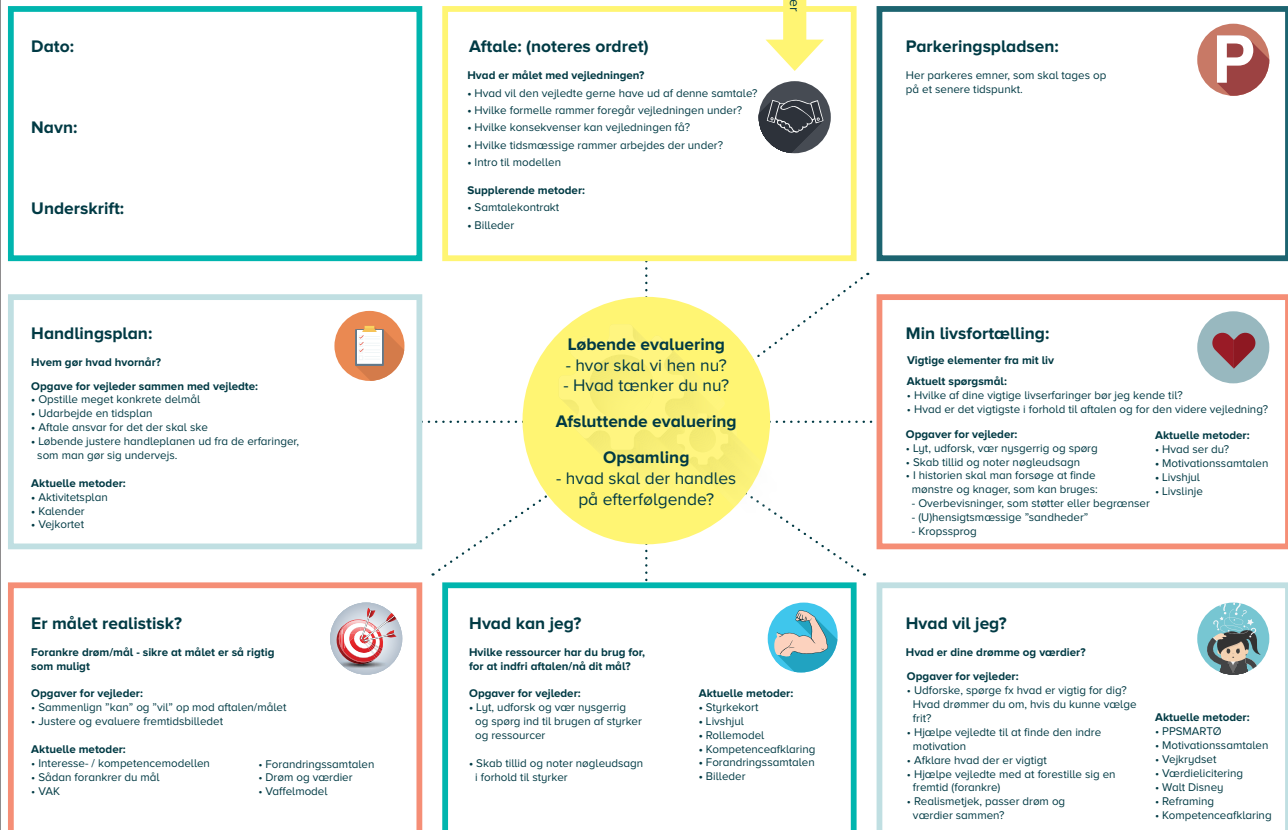 er
Dato:
Navn:
Underskrift:
Aftale: (noteres ordret)
Hvad er målet med vejledningen?
• Hvad vil den vejledte gerne have ud af denne samtale?
• Hvilke formelle rammer foregår vejledningen under?
• Hvilke konsekvenser kan vejledningen få?
• Hvilke tidsmæssige rammer arbejdes der under?
• Intro til modellen
Supplerende metoder:
• Samtalekontrakt
• Billeder
Parkeringspladsen:
Her parkeres emner, som skal tages op
på et senere tidspunkt.
P
Handlingsplan:
Hvem gør hvad hvornår?
Opgave for vejleder sammen med vejledte:
• Opstille meget konkrete delmål
• Udarbejde en tidsplan
• Aftale ansvar for det der skal ske
• Løbende justere handleplanen ud fra de erfaringer,
som man gør sig undervejs.
Aktuelle metoder:
• Aktivitetsplan
• Kalender
• Vejkortet
Løbende evaluering
- hvor skal vi hen nu?
- Hvad tænker du nu?
Afsluttende evaluering
Opsamling
- hvad skal der handles
på efterfølgende?
Min livsfortælling:
Vigtige elementer fra mit liv
Aktuelt spørgsmål:
• Hvilke af dine vigtige livserfaringer bør jeg kende til?
• Hvad er det vigtigste i forhold til aftalen og for den videre vejledning?
Opgaver for vejleder:
• Lyt, udforsk, vær nysgerrig og spørg
• Skab tillid og noter nøgleudsagn
• I historien skal man forsøge at finde
mønstre og knager, som kan bruges:
- Overbevisninger, som støtter eller begrænser
- (U)hensigtsmæssige ”sandheder”
- Kropssprog
Aktuelle metoder:
• Hvad ser du?
• Motivationssamtalen
• Livshjul
• Livslinje
Er målet realistisk?
Forankre drøm/mål - sikre at målet er så rigtig
som muligt
Opgaver for vejleder:
• Sammenlign ”kan” og ”vil” op mod aftalen/målet
• Justere og evaluere fremtidsbilledet
Aktuelle metoder:
• Interesse- / kompetencemodellen
• Sådan forankrer du mål
• VAK
• Forandringssamtalen
• Drøm og værdier
• Vaffelmodel
Hvad kan jeg?
Hvilke ressourcer har du brug for,
for at indfri aftalen/nå dit mål?
Opgaver for vejleder:
• Lyt, udforsk og vær nysgerrig
og spørg ind til brugen af styrker
og ressourcer
• Skab tillid og noter nøgleudsagn
i forhold til styrker
Aktuelle metoder:
• Styrkekort
• Livshjul
• Rollemodel
• Kompetenceafklaring
• Forandringssamtalen
• Billeder
Hvad vil jeg?
Hvad er dine drømme og værdier?
Opgaver for vejleder:
• Udforske, spørge fx hvad er vigtig for dig?
Hvad drømmer du om, hvis du kunne vælge
frit?
• Hjælpe vejledte til at finde den indre
motivation
• Afklare hvad der er vigtigt
• Hjælpe vejledte med at forestille sig en
fremtid (forankre)
• Realismetjek, passer drøm og
værdier sammen?
Aktuelle metoder:
• PPSMARTØ
• Motivationssamtalen
• Vejkrydset
• Værdielicitering
• Walt Disney
• Reframing
• Kompetenceafklaring